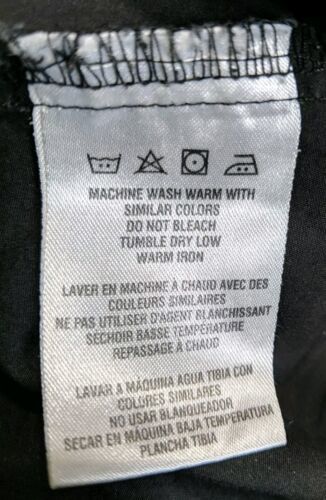 MACHINE WASH WARM WITH
SIMILAR COLORS
DO NOT BLEACH
TUMBLE DRY LOW
WARM IRON
LAVER EN MACHINE À CHAUD AVEC DES
COULEURS SIMILAIRES
NE PAS UTILISER D'AGENT BLANCHISSANT
SÉCHOIR BASSE TEMPÉRATURE
REPASSAGE À CHAUD
LAVAR A MÁQUINA AGUA TIBIA CON
COLORES SIMILARES
NO USAR BLANQUEADOR
SECAR EN MÁQUINA BAJA TEMPERATURA
PLANCHA TIBIA